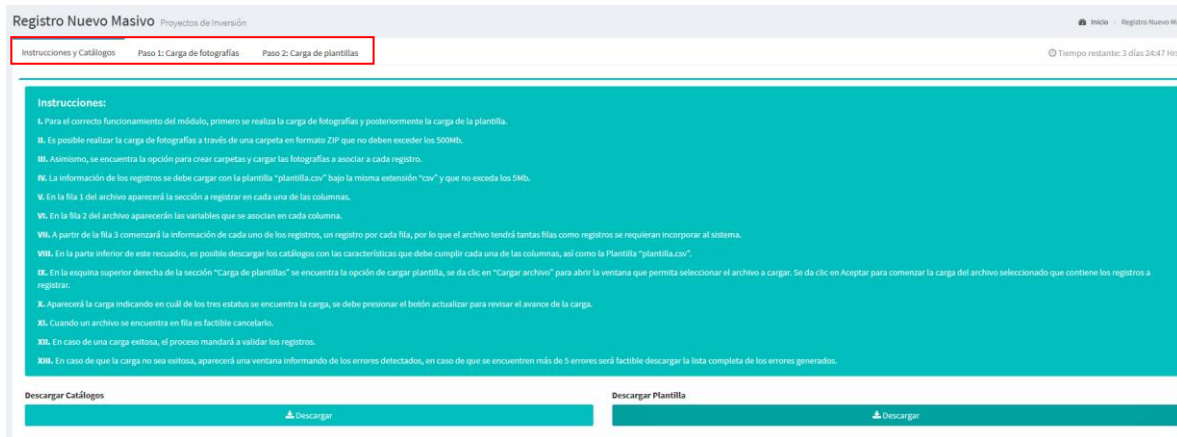 Registro Nuevo Masivo Proyectos de Inversión
Inicio Registro Nuevo M
Instrucciones y Catálogos Paso 1: Carga de fotografías Paso 2: Carga de plantillas
Tiempo restante: 3 días 24:47 Hrs
Instrucciones:
I. Para el correcto funcionamiento del módulo, primero se realiza la carga de fotografías y posteriormente la carga de la plantilla.
II. Es posible realizar la carga de fotografías a través de una carpeta en formato ZIP que no deben exceder los 500Mb.
III. Asimismo, se encuentra la opción para crear carpetas y cargar las fotografías a asociar a cada registro.
IV. La información de los registros se debe cargar con la plantilla "plantilla.csv" bajo la misma extensión "csv" y que no exceda los 5Mb.
V. En la fila 1 del archivo aparecerá la sección a registrar en cada una de las columnas.
VI. En la fila 2 del archivo aparecerán las variables que se asocian en cada columna.
VII. A partir de la fila 3 comenzará la información de cada uno de los registros, un registro por cada fila, por lo que el archivo tendrá tantas filas como registros se requieran incorporar al sistema.
VIII. En la parte inferior de este recuadro, es posible descargar los catálogos con las características que debe cumplir cada una de las columnas, así como la Plantilla "plantilla.csv".
IX. En la esquina superior derecha de la sección "Carga de plantillas" se encuentra la opción de cargar plantilla, se da clic en "Cargar archivo" para abrir la ventana que permita seleccionar el archivo a cargar. Se da clic en Aceptar para comenzar la carga del archivo seleccionado que contiene los registros a
registrar.
X. Aparecerá la carga indicando en cuál de los tres estatus se encuentra la carga, se debe presionar el botón actualizar para revisar el avance de la carga.
XI. Cuando un archivo se encuentra en fila es factible cancelarlo.
XII. En caso de una carga exitosa, el proceso mandará a validar los registros.
XIII. En caso de que la carga no sea exitosa, aparecerá una ventana informando de los errores detectados, en caso de que se encuentren más de 5 errores será factible descargar la lista completa de los errores generados.
Descargar Catálogos Descargar Plantilla
Descargar Descargar